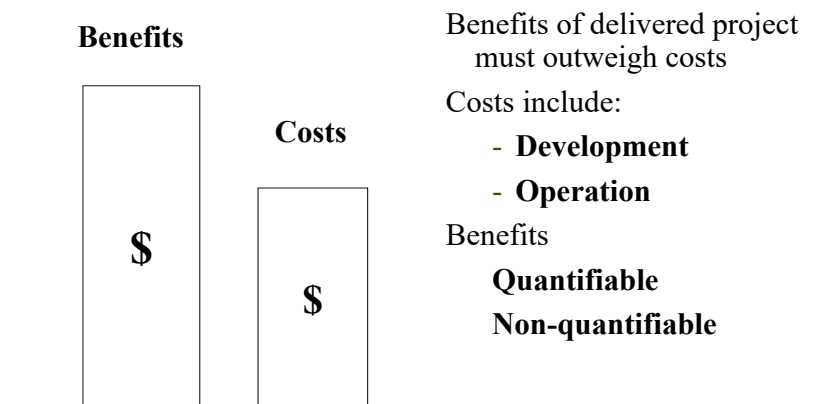 Benefits
$
Costs
$
Benefits of delivered project
must outweigh costs
Costs include:
- Development
- Operation
Benefits
Quantifiable
Non-quantifiable